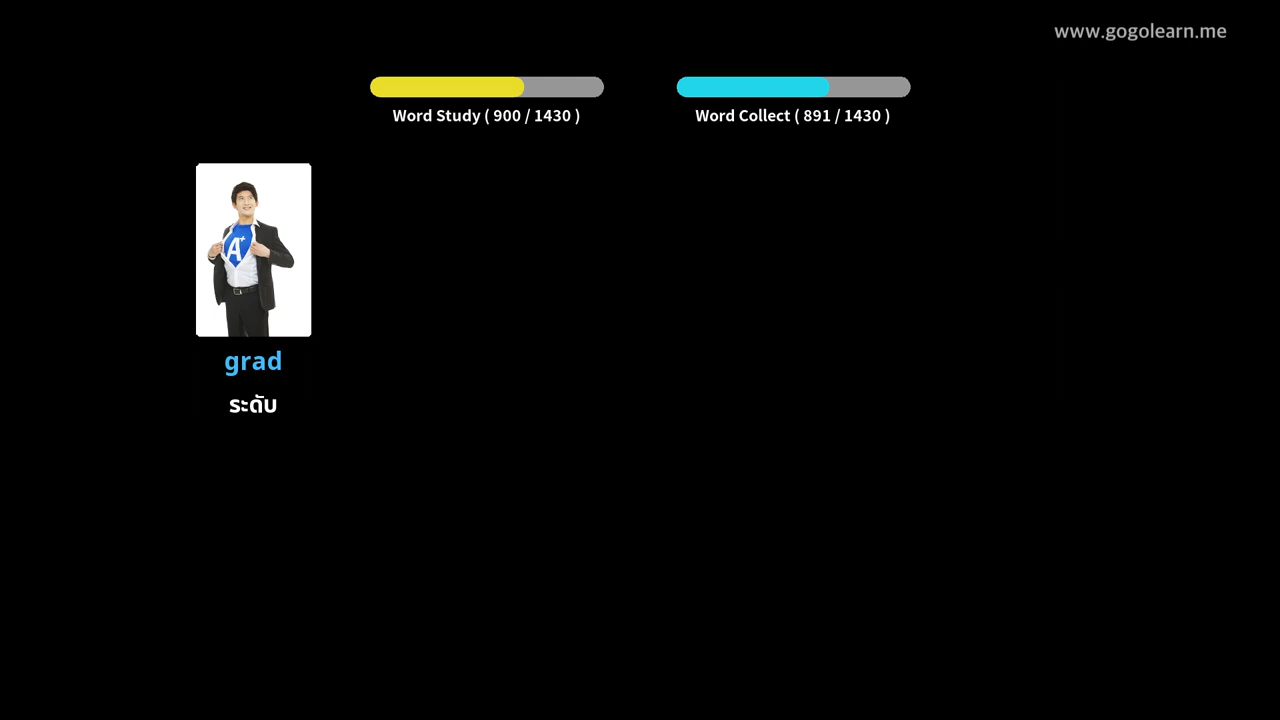 www.gogolearn.me
Word Study ( 900 / 1430 )
Word Collect ( 891 / 1430 )
A+
grad
ระดับ